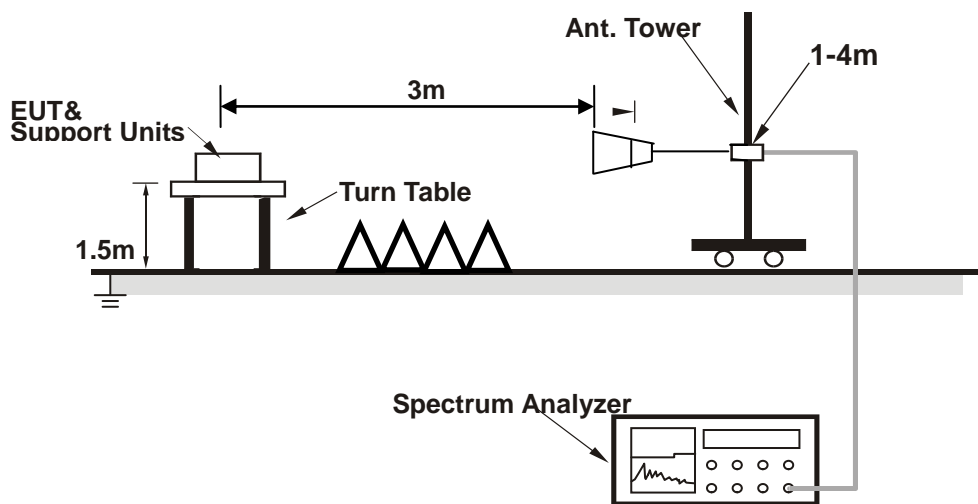 Ant. Tower
1-4m
3m
EUT&
Support Units
Turn Table
1.5m
Spectrum Analyzer